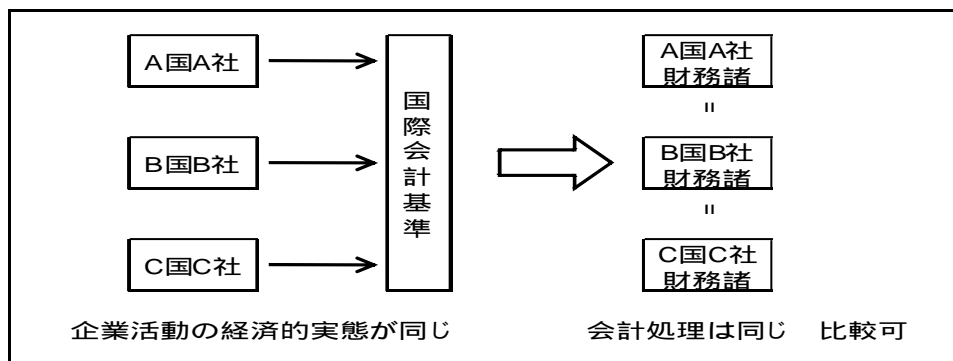 A国A社
B国B社
C国C社
国際会計基準
A国A社
財務諸
=
B国B社
財務諸
=
C国C社
財務諸
企業活動の経済的実態が同じ
会計処理は同じ 比較可